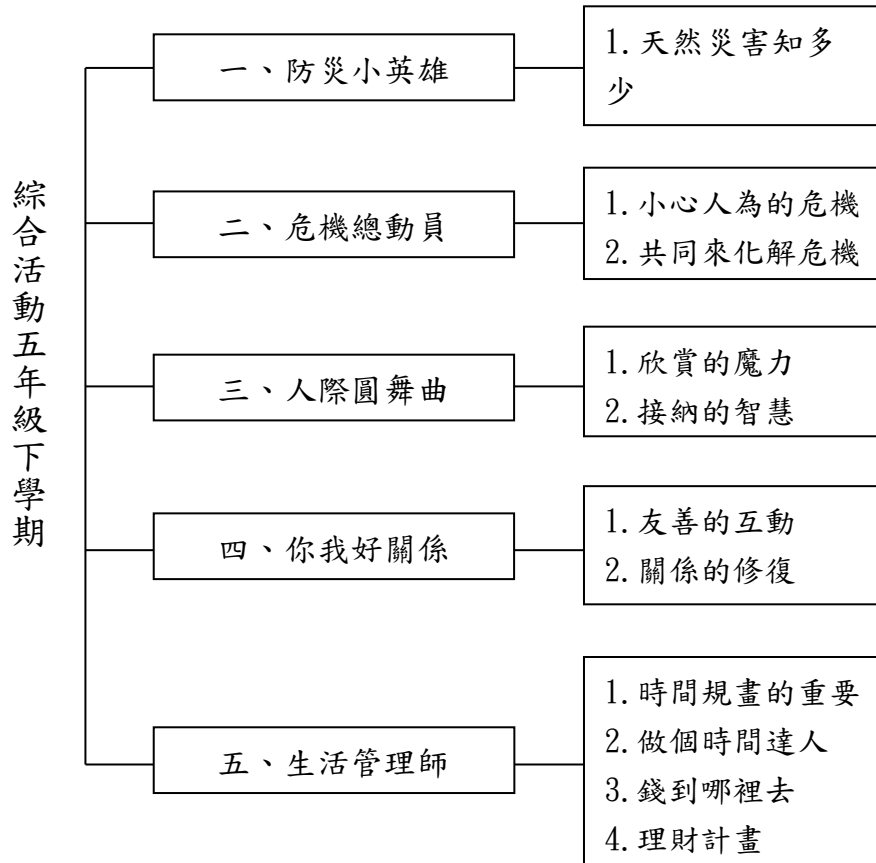 綜合活動五年級下學期
一、防災小英雄
1.天然災害知多
少
二、危機總動員
1.小心人為的危機
2.共同來化解危機
三、人際圓舞曲
1.欣賞的魔力
2.接納的智慧
四、你我好關係
1.友善的互動
2.關係的修復
五、生活管理師
1.時間規畫的重要
2.做個時間達人
3.錢到哪裡去
4.理財計畫